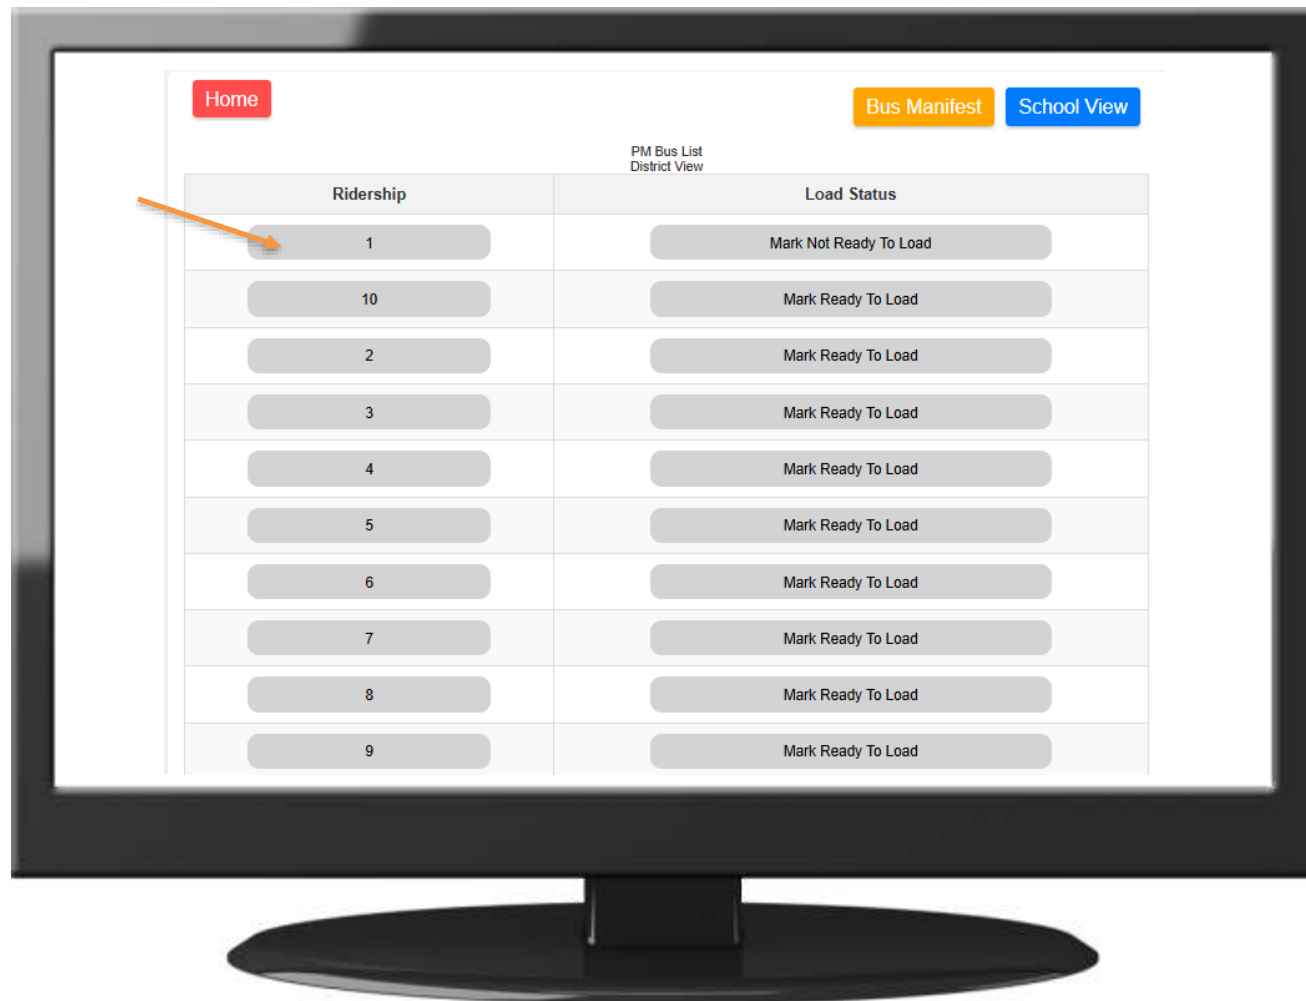 Home
Bus Manifest School View
PM Bus List
District View
Ridership Load Status
1 Mark Not Ready To Load
10 Mark Ready To Load
2 Mark Ready To Load
3 Mark Ready To Load
4 Mark Ready To Load
5 Mark Ready To Load
6 Mark Ready To Load
7 Mark Ready To Load
8 Mark Ready To Load
9 Mark Ready To Load